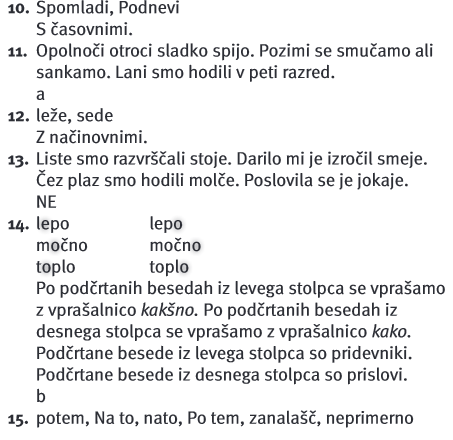 10. Spomladi, Podnevi
S časovnimi.
11. Opolnoči otroci sladko spijo. Pozimi se smučamo ali
sankamo. Lani smo hodili v peti razred.
a
12. leže, sede
Z načinovnimi.
13. Liste smo razvrščali stoje. Darilo mi je izročil smeje.
Čez plaz smo hodili molče. Poslovila se je jokaje.
NE
14. lepo lepo
močno močno
toplo toplo
Po podčrtanih besedah iz levega stolpca se vprašamo
z vprašalnico kakšno. Po podčrtanih besedah iz
desnega stolpca se vprašamo z vprašalnico kako.
Podčrtane besede iz levega stolpca so pridevniki.
Podčrtane besede iz desnega stolpca so prislovi.
b
15. potem, Na to, nato, Po tem, zanalašč, neprimerno